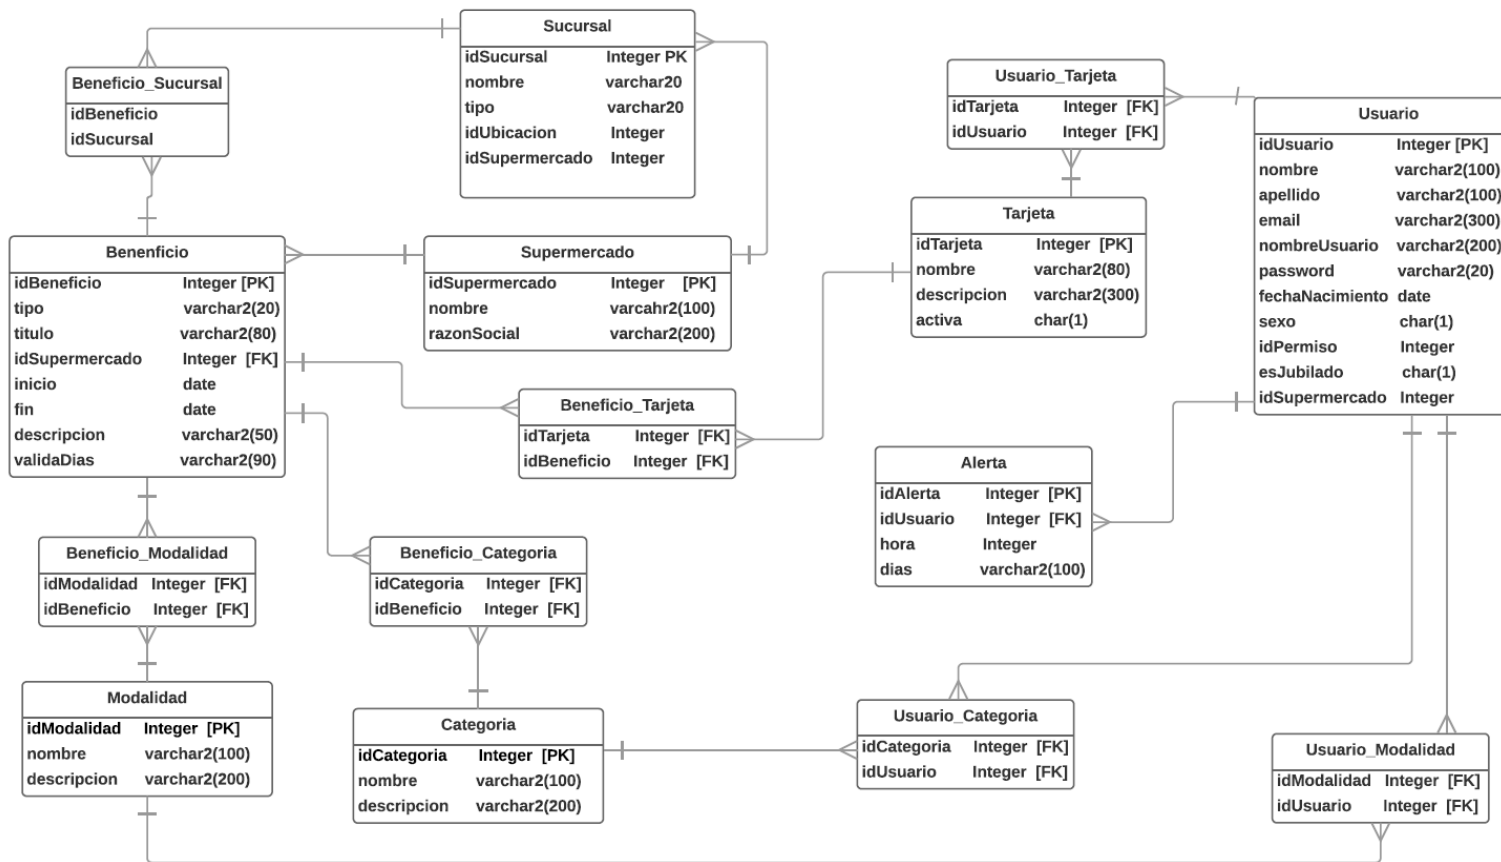 Sucursal
idSucursal Integer PK
nombre varchar20
tipo varchar20
idUbicacion Integer
idSupermercado Integer
Beneficio_Sucursal
idBeneficio
idSucursal
Usuario_Tarjeta
idTarjeta Integer [FK]
idUsuario Integer [FK]
Usuario
idUsuario Integer [PK]
nombre varchar2(100)
apellido varchar2(100)
email varchar2(300)
nombreUsuario varchar2(200)
password varchar2(20)
fechaNacimiento date
sexo char(1)
idPermiso Integer
esJubilado char(1)
idSupermercado Integer
Tarjeta
idTarjeta Integer [PK]
nombre varchar2(80)
descripcion varchar2(300)
activa char(1)
Benenficio
idBeneficio Integer [PK]
tipo varchar2(20)
titulo varchar2(80)
idSupermercado Integer [FK]
inicio date
fin date
descripcion varchar2(50)
validaDias varchar2(90)
Supermercado
idSupermercado Integer [PK]
nombre varcahr2(100)
razonSocial varchar2(200)
Beneficio_Tarjeta
idTarjeta Integer [FK]
idBeneficio Integer [FK]
Alerta
idAlerta Integer [PK]
idUsuario Integer [FK]
hora Integer
dias varchar2(100)
Beneficio_Modalidad
idModalidad Integer [FK]
idBeneficio Integer [FK]
Beneficio_Categoria
idCategoria Integer [FK]
idBeneficio Integer [FK]
Modalidad
idModalidad Integer [PK]
nombre varchar2(100)
descripcion varchar2(200)
Categoria
idCategoria Integer [PK]
nombre varchar2(100)
descripcion varchar2(200)
Usuario_Categoria
idCategoria Integer [FK]
idUsuario Integer [FK]
Usuario_Modalidad
idModalidad Integer [FK]
idUsuario Integer [FK]